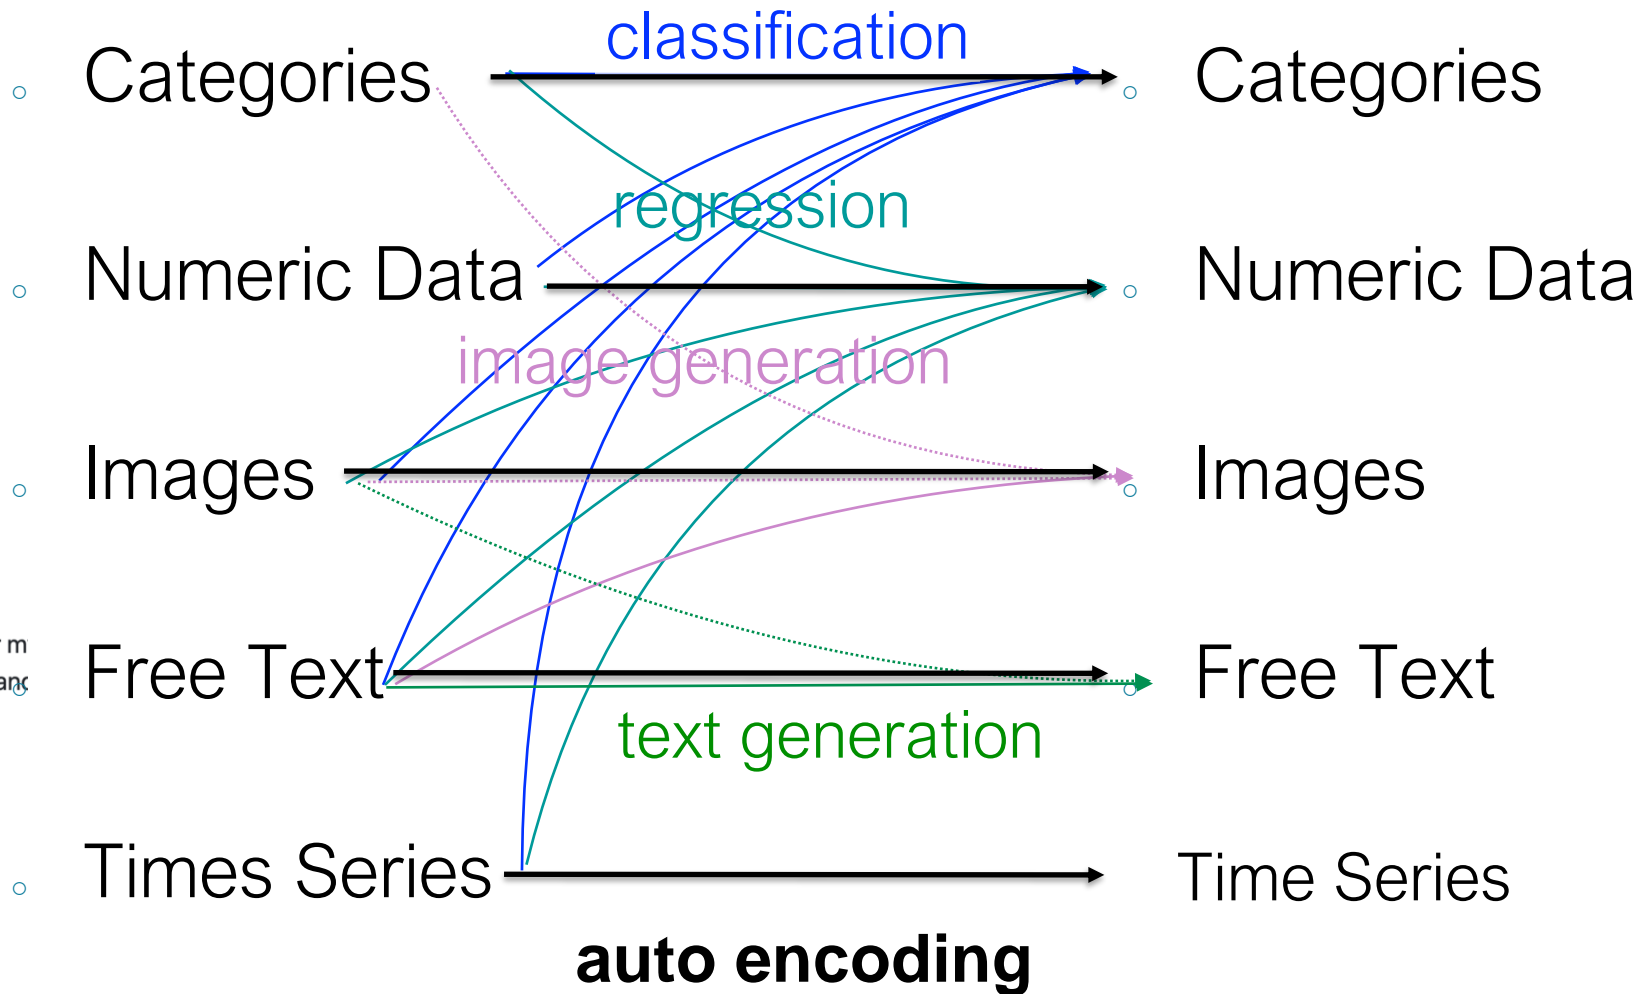 classification
Categories
Categories
regression
Numeric Data
Numeric Data
image generation
Images
Images
m
Free Text
Free Text
text generation
Times Series
Time Series
auto encoding